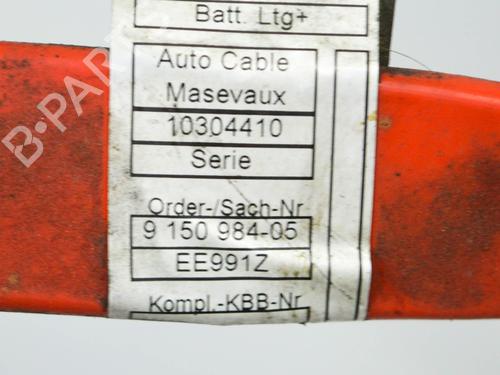 Batt. Ltg+
Auto Cable
Masevaux
10304410
Serie
Order-/Sach-Nr
9 150 984-05
EE991Z
Kompl.-KBB-Nr
B-PARTS